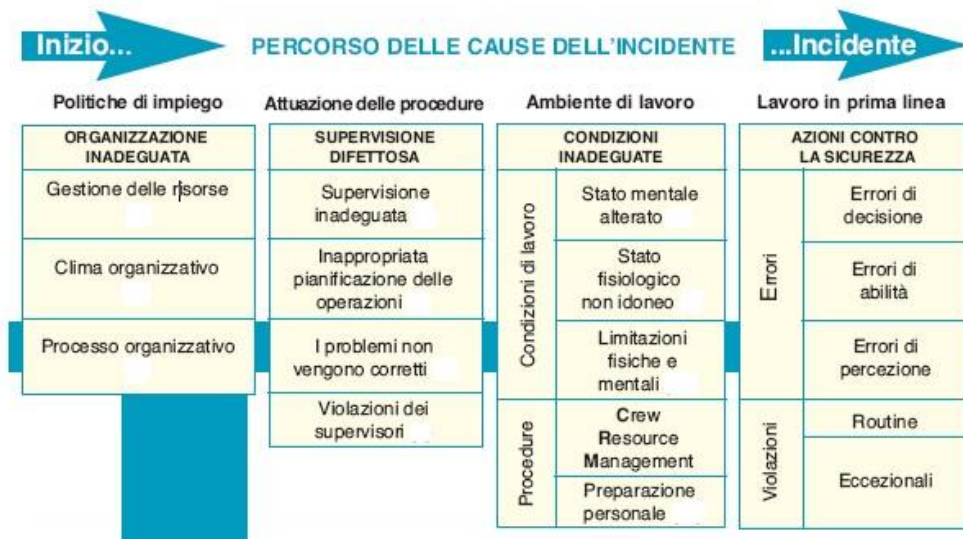 Inizio...
PERCORSO DELLE CAUSE DELL'INCIDENTE
...Incidente
Politiche di impiego
ORGANIZZAZIONE
INADEGUATA
Gestione delle risorse
Clima organizzativo
Processo organizzativo
Attuazione delle procedure
SUPERVISIONE
DIFETTOSA
Supervisione
inadeguata
Inappropriata
pianificazione delle
operazioni
I problemi non
vengono corretti
Violazioni dei
supervisori
Ambiente di lavoro
CONDIZIONI
INADEGUATE
Condizioni di lavoro
Stato mentale
alterato
Stato
fisiologico
non idoneo
Limitazioni
fisiche e
mentali
Procedure
Crew
Resource
Management
Preparazione
personale
Lavoro in prima linea
AZIONI CONTRO
LA SICUREZZA
Errori
Errori di
decisione
Errori di
abilità
Errori di
percezione
Violazioni
Routine
Eccezionali